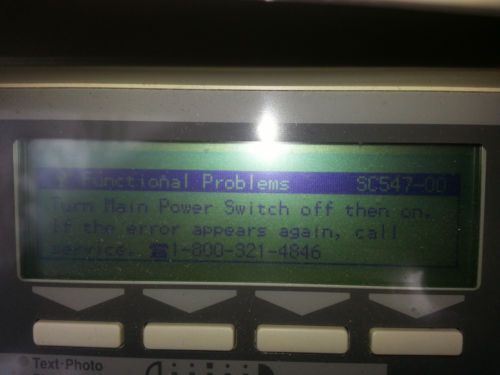 Functional Problems SC547-00
Turn Main Power Switch off then on.
If the error appears again, call
service. ☎1-800-321-4846
Text-Photo